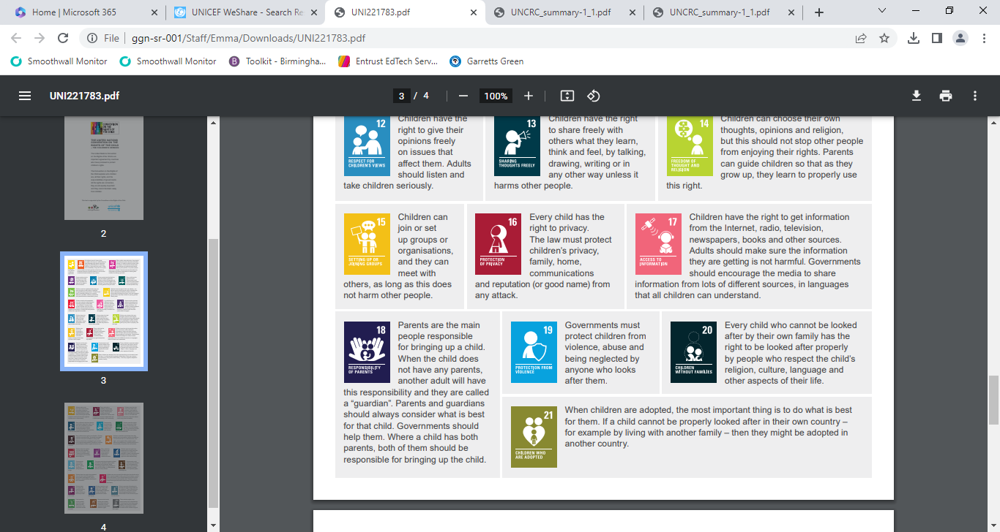 Home | Microsoft 365
UNICEF WeShare - Search Re
UNI221783.pdf
UNCRC_summary-1_1.pdf
UNCRC_summary-1_1.pdf
File
ggn-sr-001/Staff/Emma/Downloads/UNI221783.pdf
Smoothwall Monitor
Smoothwall Monitor
Toolkit - Birmingha...
Entrust EdTech Serv...
Garretts Green
UNI221783.pdf
3 / 4
100%
2
3
4
12
RESPECT FOR
CHILDREN'S VIEWS
Children have the
right to give their
opinions freely
on issues that
affect them. Adults
should listen and
take children seriously.
13
SHARING
THOUGHTS FREELY
Children have the right
to share freely with
others what they learn,
think and feel, by talking,
drawing, writing or in
any other way unless it
harms other people.
14
FREEDOM OF
THOUGHT AND
RELIGION
Children can choose their own
thoughts, opinions and religion,
but this should not stop other people
from enjoying their rights. Parents
can guide children so that as they
grow up, they learn to properly use
this right.
15
SETTING UP OR
JOINING GROUPS
Children can
join or set
up groups or
organisations,
and they can
meet with
others, as long as this does
not harm other people.
16
PROTECTION
OF PRIVACY
Every child has the
right to privacy.
The law must protect
children's privacy,
family, home,
communications
and reputation (or good name) from
any attack.
17
ACCESS TO
INFORMATION
Children have the right to get information
from the Internet, radio, television,
newspapers, books and other sources.
Adults should make sure the information
they are getting is not harmful. Governments
should encourage the media to share
information from lots of different sources, in languages
that all children can understand.
18
RESPONSIBILITY
OF PARENTS
Parents are the main
people responsible
for bringing up a child.
When the child does
not have any parents,
another adult will have
this responsibility and they are called
a “guardian”. Parents and guardians
should always consider what is best
for that child. Governments should
help them. Where a child has both
parents, both of them should be
responsible for bringing up the child.
19
PROTECTION FROM
VIOLENCE
Governments must
protect children from
violence, abuse and
being neglected by
anyone who looks
after them.
20
CHILDREN
WITHOUT FAMILIES
Every child who cannot be looked
after by their own family has the
right to be looked after properly
by people who respect the child's
religion, culture, language and
other aspects of their life.
21
CHILDREN WHO
ARE ADOPTED
When children are adopted, the most important thing is to do what is best
for them. If a child cannot be properly looked after in their own country –
for example by living with another family – then they might be adopted in
another country.